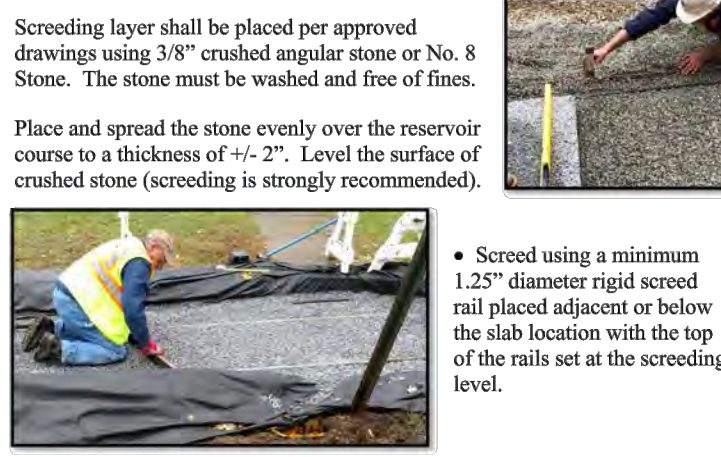 Screeding layer shall be placed per approved
drawings using 3/8” crushed angular stone or No. 8
Stone. The stone must be washed and free of fines.
Place and spread the stone evenly over the reservoir
course to a thickness of +/- 2”. Level the surface of
crushed stone (screeding is strongly recommended).
• Screed using a minimum
1.25” diameter rigid screed
rail placed adjacent or below
the slab location with the top
of the rails set at the screeding
level.